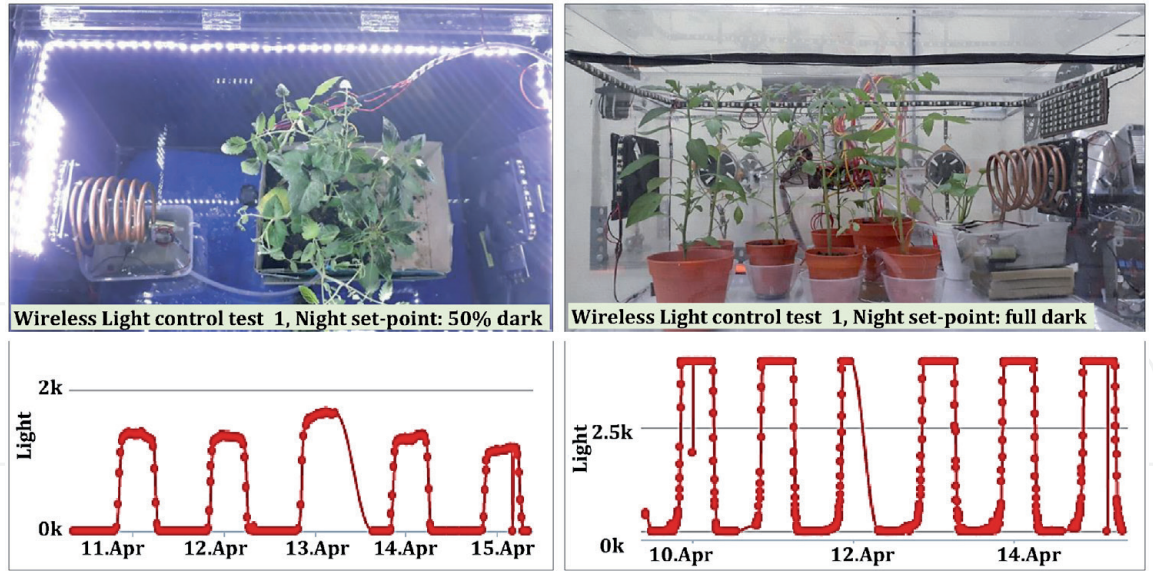 Wireless Light control test 1, Night set-point: 50% dark
Wireless Light control test 1, Night set-point: full dark
2k
Light
0k
11.Apr 12.Apr 13.Apr 14.Apr 15.Apr
2.5k
Light
0k
10.Apr 12.Apr 14.Apr